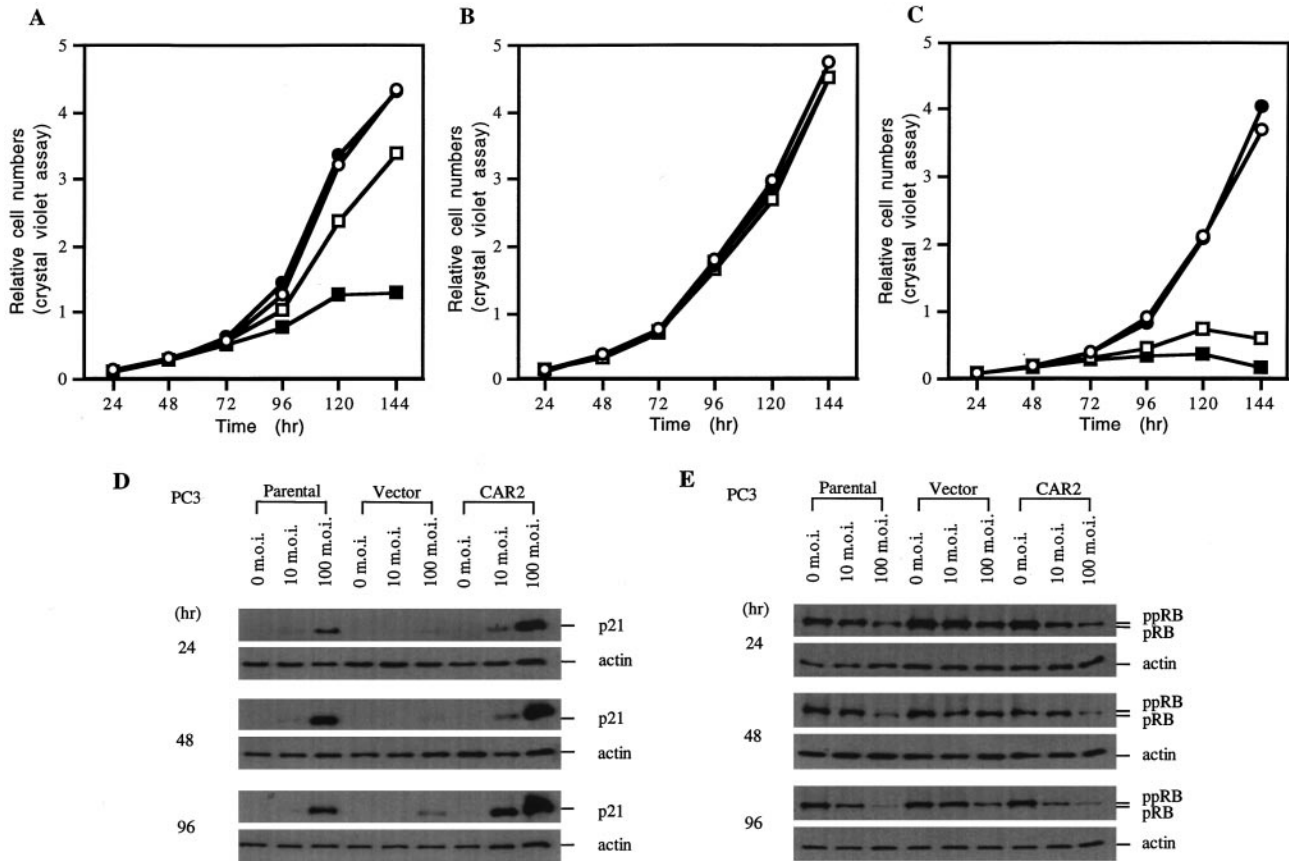 A
Relative cell numbers
(crystal violet assay)
5
4
3
2
1
0
24 48 72 96 120 144
Time (hr)
B
Relative cell numbers
(crystal violet assay)
5
4
3
2
1
0
24 48 72 96 120 144
Time (hr)
C
Relative cell numbers
(crystal violet assay)
5
4
3
2
1
0
24 48 72 96 120 144
Time (hr)
D
PC3
Parental Vector CAR2
0 m.o.i. 10 m.o.i. 100 m.o.i. 0 m.o.i. 10 m.o.i. 100 m.o.i. 0 m.o.i. 10 m.o.i. 100 m.o.i.
(hr)
24
p21
actin
48
p21
actin
96
p21
actin
E
PC3
Parental Vector CAR2
0 m.o.i. 10 m.o.i. 100 m.o.i. 0 m.o.i. 10 m.o.i. 100 m.o.i. 0 m.o.i. 10 m.o.i. 100 m.o.i.
(hr)
24
ppRB
pRB
actin
48
ppRB
pRB
actin
96
ppRB
pRB
actin